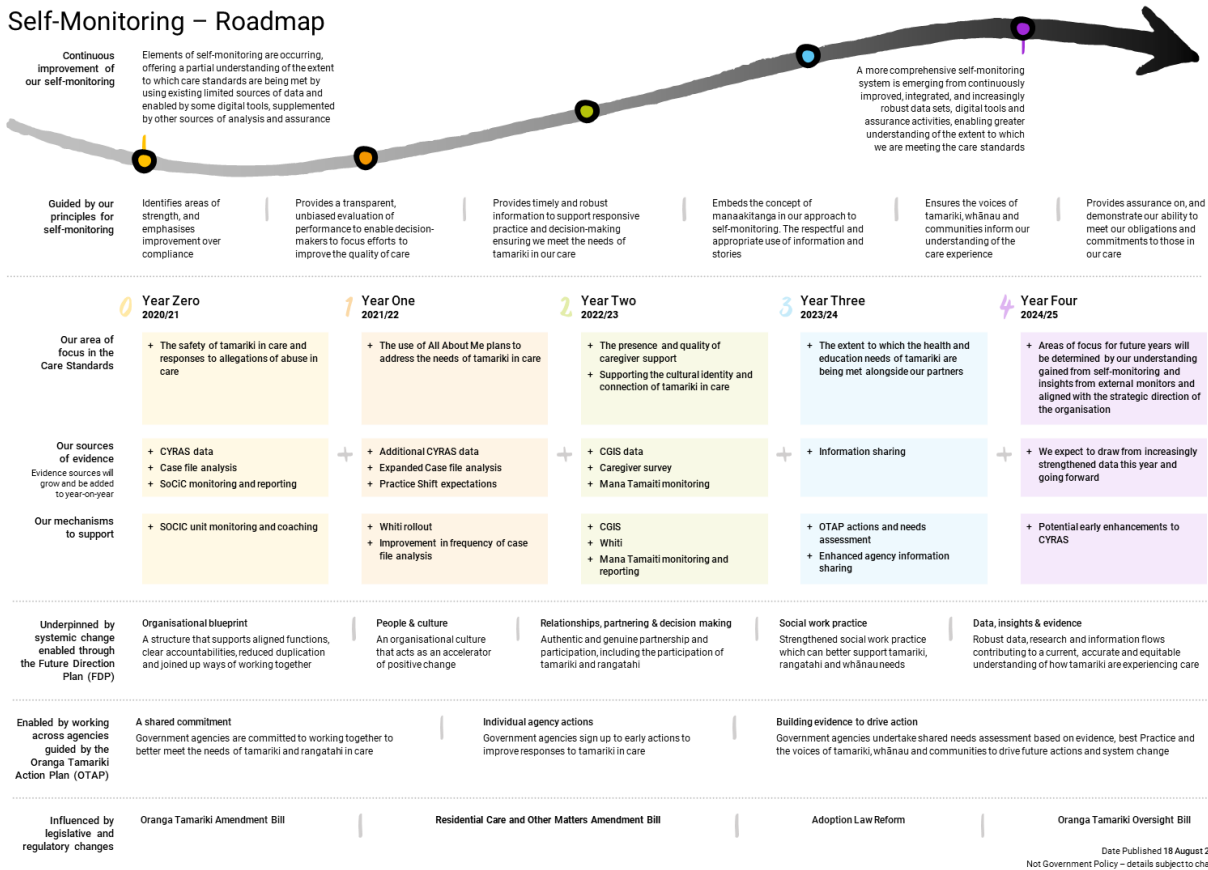 Self-Monitoring – Roadmap
Continuous
improvement of
our self-monitoring
Elements of self-monitoring are occurring,
offering a partial understanding of the extent
to which care standards are being met by
using existing limited sources of data and
enabled by some digital tools, supplemented
by other sources of analysis and assurance
A more comprehensive self-monitoring
system is emerging from continuously
improved, integrated, and increasingly
robust data sets, digital tools and
assurance activities, enabling greater
understanding of the extent to which
we are meeting the care standards
Guided by our
principles for
self-monitoring
Identifies areas of
strength, and
emphasises
improvement over
compliance
Provides a transparent,
unbiased evaluation of
performance to enable decision-
makers to focus efforts to
improve the quality of care
Provides timely and robust
information to support responsive
practice and decision-making
ensuring we meet the needs of
tamariki in our care
Embeds the concept of
manaakitanga in our approach to
self-monitoring. The respectful and
appropriate use of information and
stories
Ensures the voices of
tamariki, whānau and
communities inform our
understanding of the
care experience
Provides assurance on, and
demonstrate our ability to
meet our obligations and
commitments to those in
our care
0 Year Zero
2020/21
1 Year One
2021/22
2 Year Two
2022/23
3 Year Three
2023/24
4 Year Four
2024/25
Our area of
focus in the
Care Standards
+ The safety of tamariki in care and
responses to allegations of abuse in
care
+ The use of All About Me plans to
address the needs of tamariki in care
+ The presence and quality of
caregiver support
+ Supporting the cultural identity and
connection of tamariki in care
+ The extent to which the health and
education needs of tamariki are
being met alongside our partners
+ Areas of focus for future years will
be determined by our understanding
gained from self-monitoring and
insights from external monitors and
aligned with the strategic direction of
the organisation
Our sources
of evidence
Evidence sources will
grow and be added
to year-on-year
+ CYRAS data
+ Case file analysis
+ SoCiC monitoring and reporting
+ Additional CYRAS data
+ Expanded Case file analysis
+ Practice Shift expectations
+ CGIS data
+ Caregiver survey
+ Mana Tamaiti monitoring
+ Information sharing
+ We expect to draw from increasingly
strengthened data this year and
going forward
Our mechanisms
to support
+ SOCIC unit monitoring and coaching
+ Whiti rollout
+ Improvement in frequency of case
file analysis
+ CGIS
+ Whiti
+ Mana Tamaiti monitoring and
reporting
+ OTAP actions and needs
assessment
+ Enhanced agency information
sharing
+ Potential early enhancements to
CYRAS
Underpinned by
systemic change
enabled through
the Future Direction
Plan (FDP)
Organisational blueprint
A structure that supports aligned functions,
clear accountabilities, reduced duplication
and joined up ways of working together
People & culture
An organisational culture
that acts as an accelerator
of positive change
Relationships, partnering & decision making
Authentic and genuine partnership and
participation, including the participation of
tamariki and rangatahi
Social work practice
Strengthened social work practice
which can better support tamariki,
rangatahi and whānau needs
Data, insights & evidence
Robust data, research and information flows
contributing to a current, accurate and equitable
understanding of how tamariki are experiencing care
Enabled by working
across agencies
guided by the
Oranga Tamariki
Action Plan (OTAP)
A shared commitment
Government agencies are committed to working together to
better meet the needs of tamariki and rangatahi in care
Individual agency actions
Government agencies sign up to early actions to
improve responses to tamariki in care
Building evidence to drive action
Government agencies undertake shared needs assessment based on evidence, best Practice and
the voices of tamariki, whānau and communities to drive future actions and system change
Influenced by
legislative and
regulatory changes
Oranga Tamariki Amendment Bill
Residential Care and Other Matters Amendment Bill
Adoption Law Reform
Oranga Tamariki Oversight Bill
Date Published 18 August 2
Not Government Policy – details subject to cha